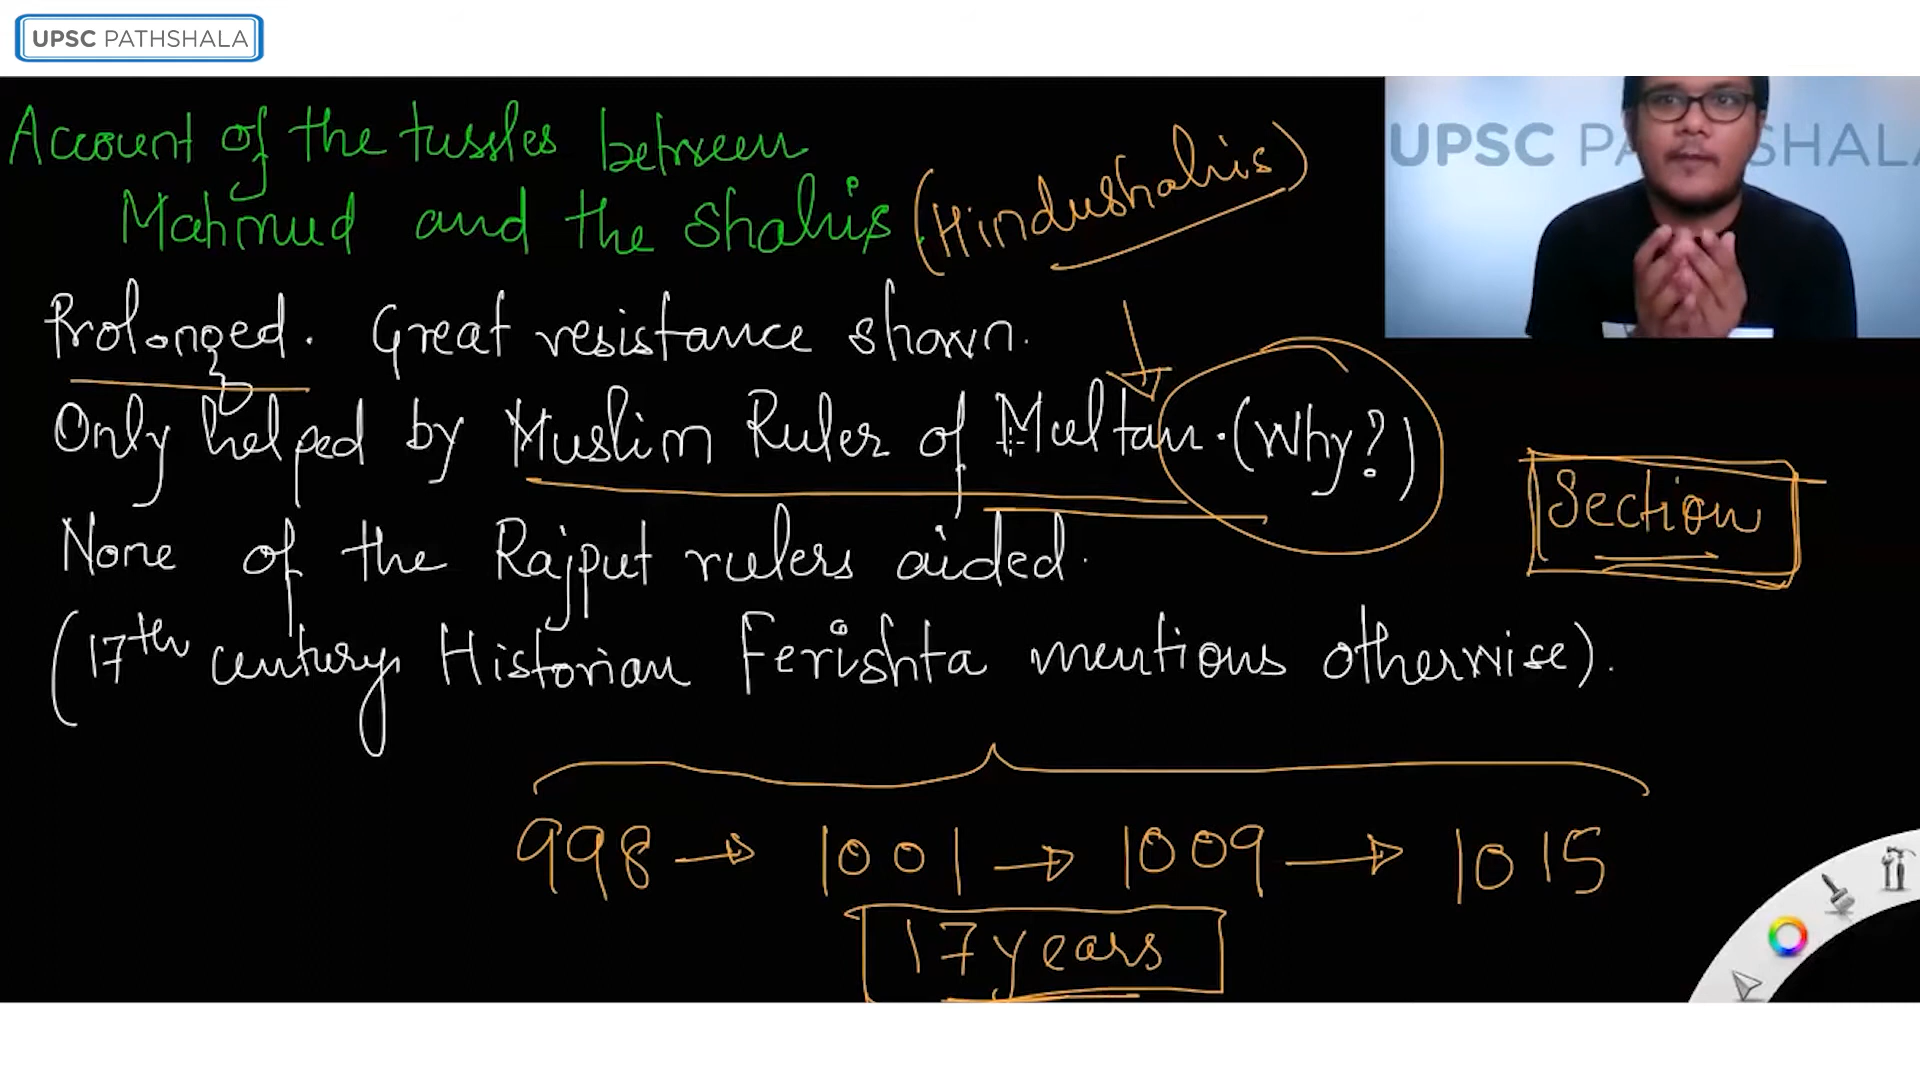 UPSC PATHSHALA
UPSC PATHSHALA
Account of the tussles between
Mahmud and the Shahis (Hindushahis)
Prolonged. Great resistance shown.
Only helped by Muslim Ruler of Multan. (Why?)
Section
None of the Rajput rulers aided.
(17th century Historian Ferishta mentions otherwise).
998 → 1001 → 1009 → 1015
17 years